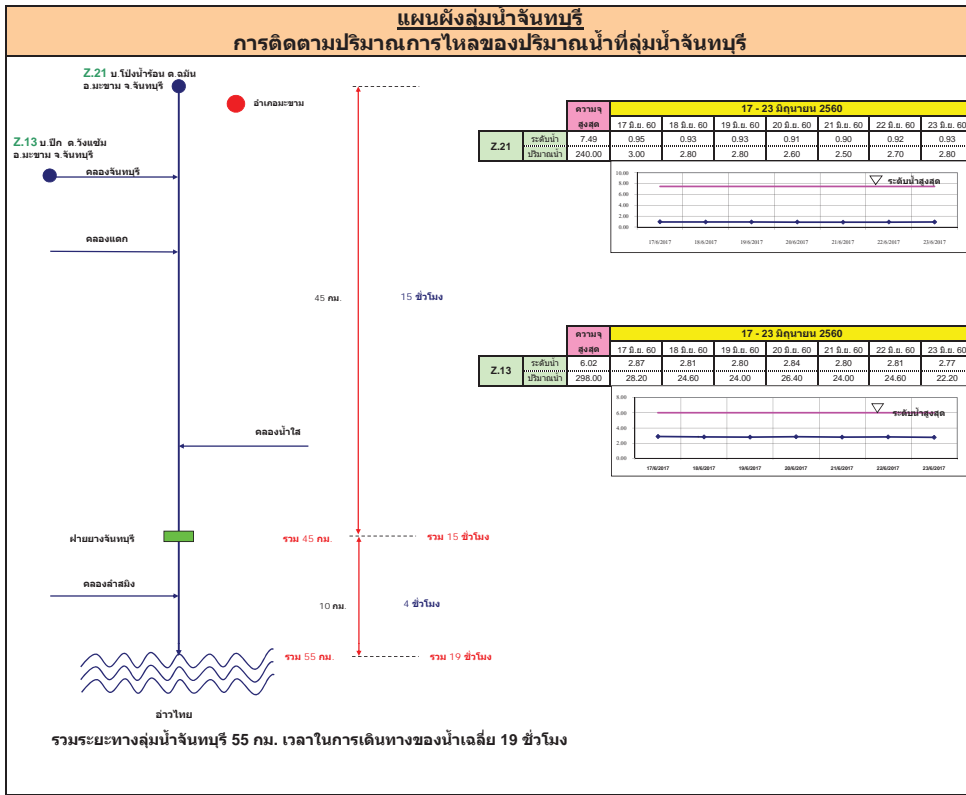 แผนผังลุ่มน้ำจันทบุรี
การติดตามปริมาณการไหลของปริมาณน้ำที่ลุ่มน้ำจันทบุรี
Z.21 บ.โป่งน้ำร้อน ต.ฉมัน
อ.มะขาม จ.จันทบุรี
อำเภอมะขาม
Z.13 บ.ปึก ต.วังแซ้ม
อ.มะขาม จ.จันทบุรี
คลองจันทบุรี
คลองแตก
45 กม. 15 ชั่วโมง
คลองน้ำใส
ฝายยางจันทบุรี รวม 45 กม. รวม 15 ชั่วโมง
คลองลำสมิง
10 กม. 4 ชั่วโมง
รวม 55 กม. รวม 19 ชั่วโมง
อ่าวไทย
รวมระยะทางลุ่มน้ำจันทบุรี 55 กม. เวลาในการเดินทางของน้ำเฉลี่ย 19 ชั่วโมง
ความจุ 17 - 23 มิถุนายน 2560
สูงสุด 17 มิ.ย. 60 18 มิ.ย. 60 19 มิ.ย. 60 20 มิ.ย. 60 21 มิ.ย. 60 22 มิ.ย. 60 23 มิ.ย. 60
Z.21 ระดับน้ำ 7.49 0.95 0.93 0.93 0.91 0.90 0.92 0.93
ปริมาณน้ำ 240.00 3.00 2.80 2.80 2.60 2.50 2.70 2.80
10.00
8.00
6.00
4.00
2.00
0.00
ระดับน้ำสูงสุด
17/6/2017 18/6/2017 19/6/2017 20/6/2017 21/6/2017 22/6/2017 23/6/2017
ความจุ 17 - 23 มิถุนายน 2560
สูงสุด 17 มิ.ย. 60 18 มิ.ย. 60 19 มิ.ย. 60 20 มิ.ย. 60 21 มิ.ย. 60 22 มิ.ย. 60 23 มิ.ย. 60
Z.13 ระดับน้ำ 6.02 2.87 2.81 2.80 2.84 2.80 2.81 2.77
ปริมาณน้ำ 298.00 28.20 24.60 24.00 26.40 24.00 24.60 22.20
8.00
6.00
4.00
2.00
0.00
ระดับน้ำสูงสุด
17/6/2017 18/6/2017 19/6/2017 20/6/2017 21/6/2017 22/6/2017 23/6/2017